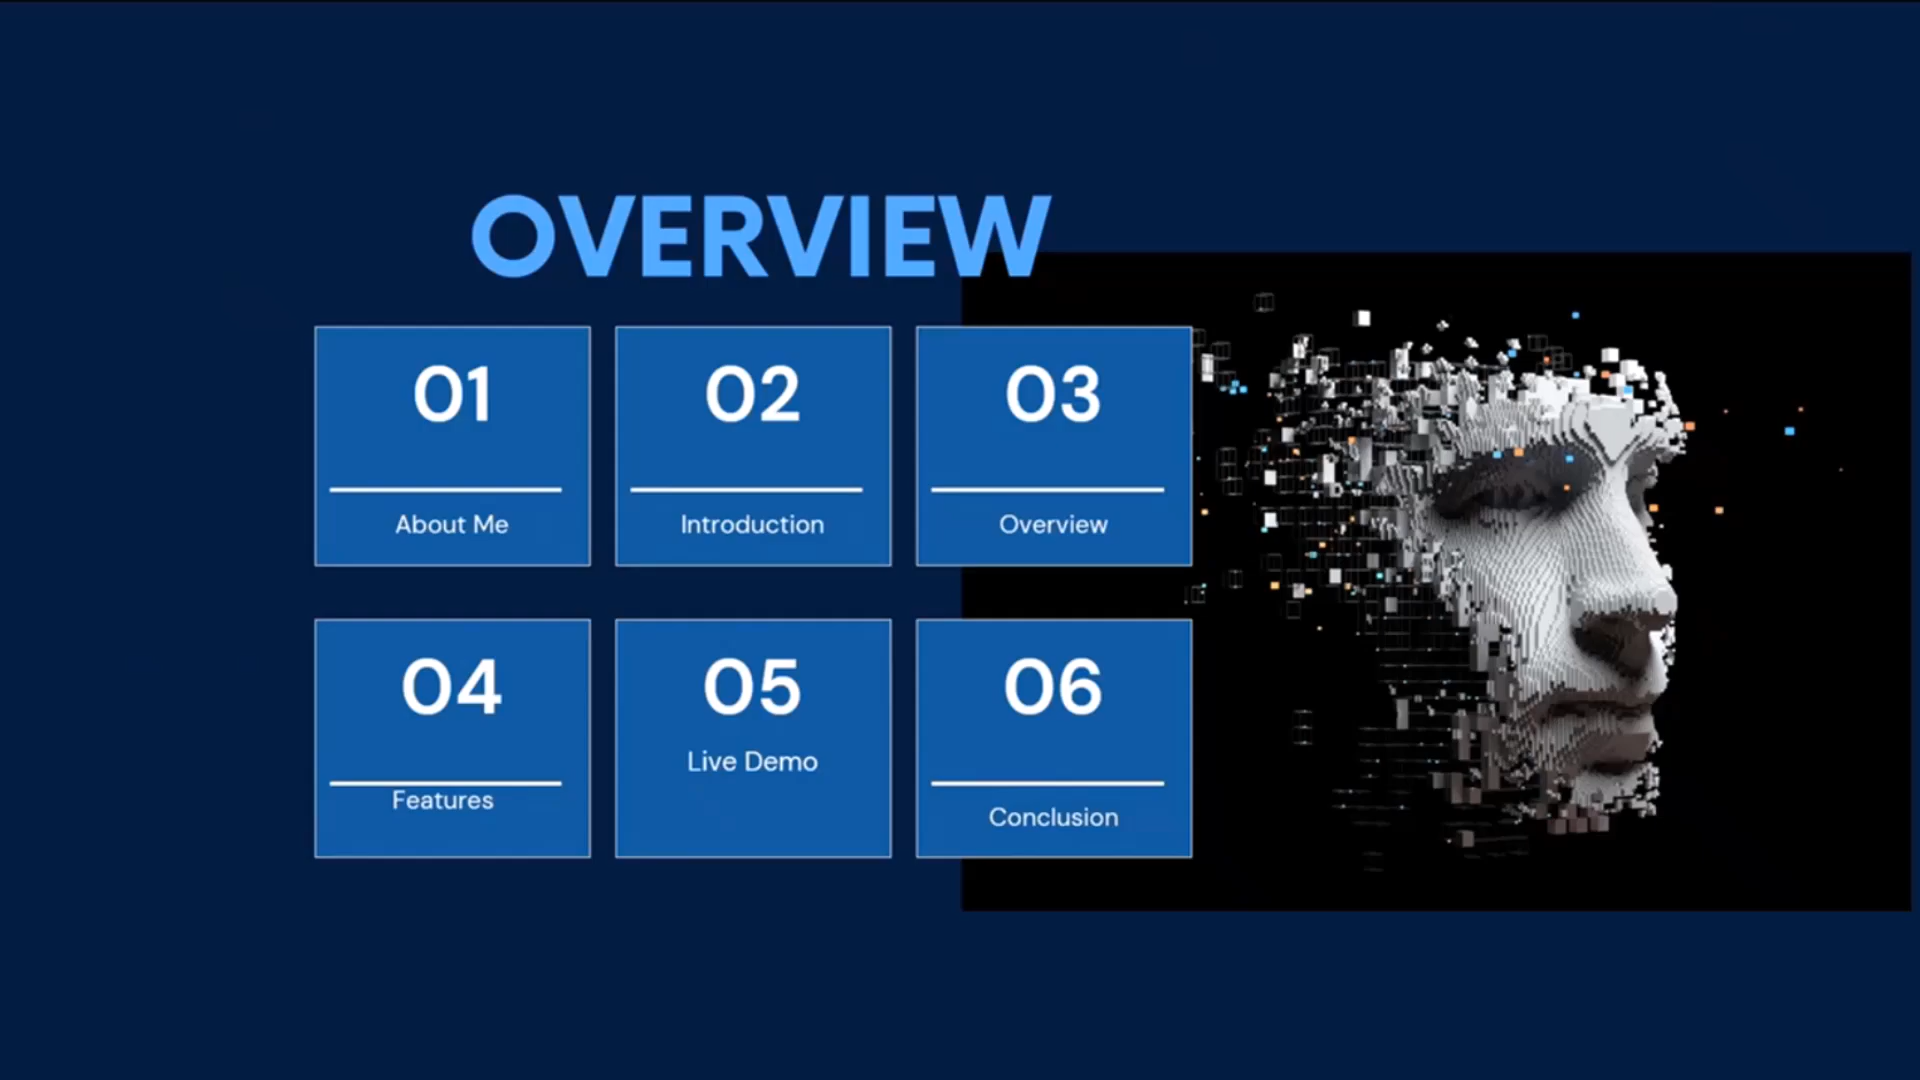 OVERVIEW
01
About Me
02
Introduction
03
Overview
04
Features
05
Live Demo
06
Conclusion